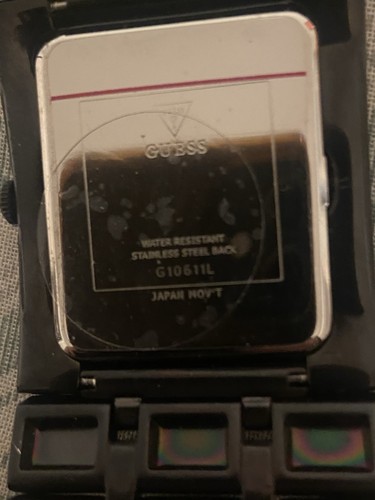 GUESS
WATER RESISTANT
STAINLESS STEEL BACK
G10611L
JAPAN MOV'T